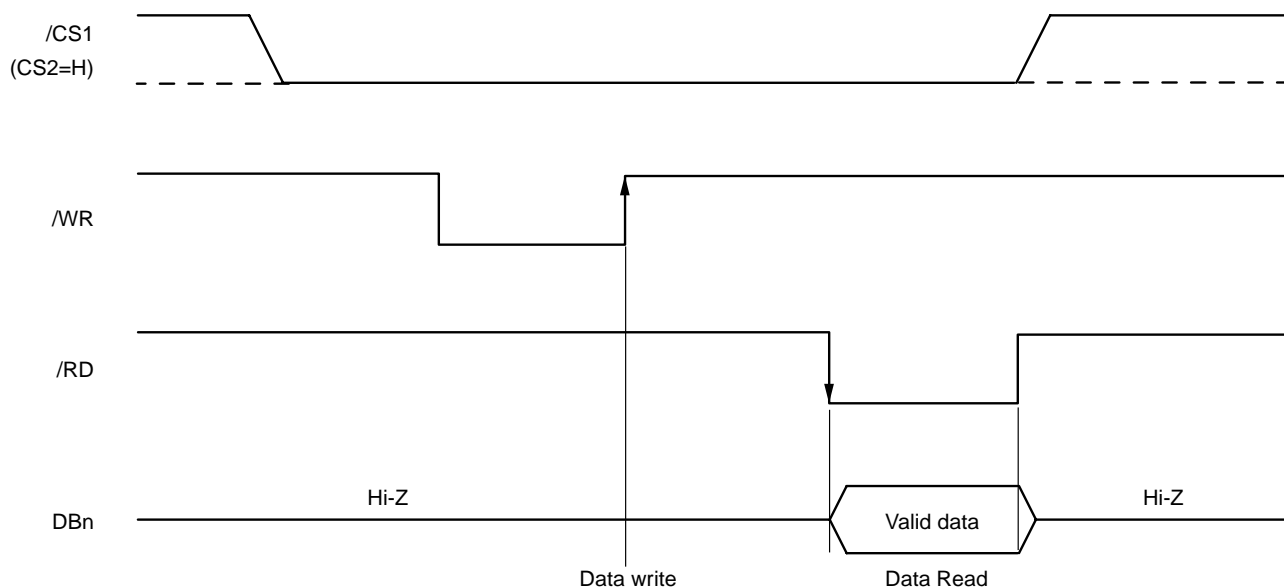 /CS1
(CS2=H)
/WR
/RD
Hi-Z
Hi-Z
DBn
Valid data
Data write
Data Read